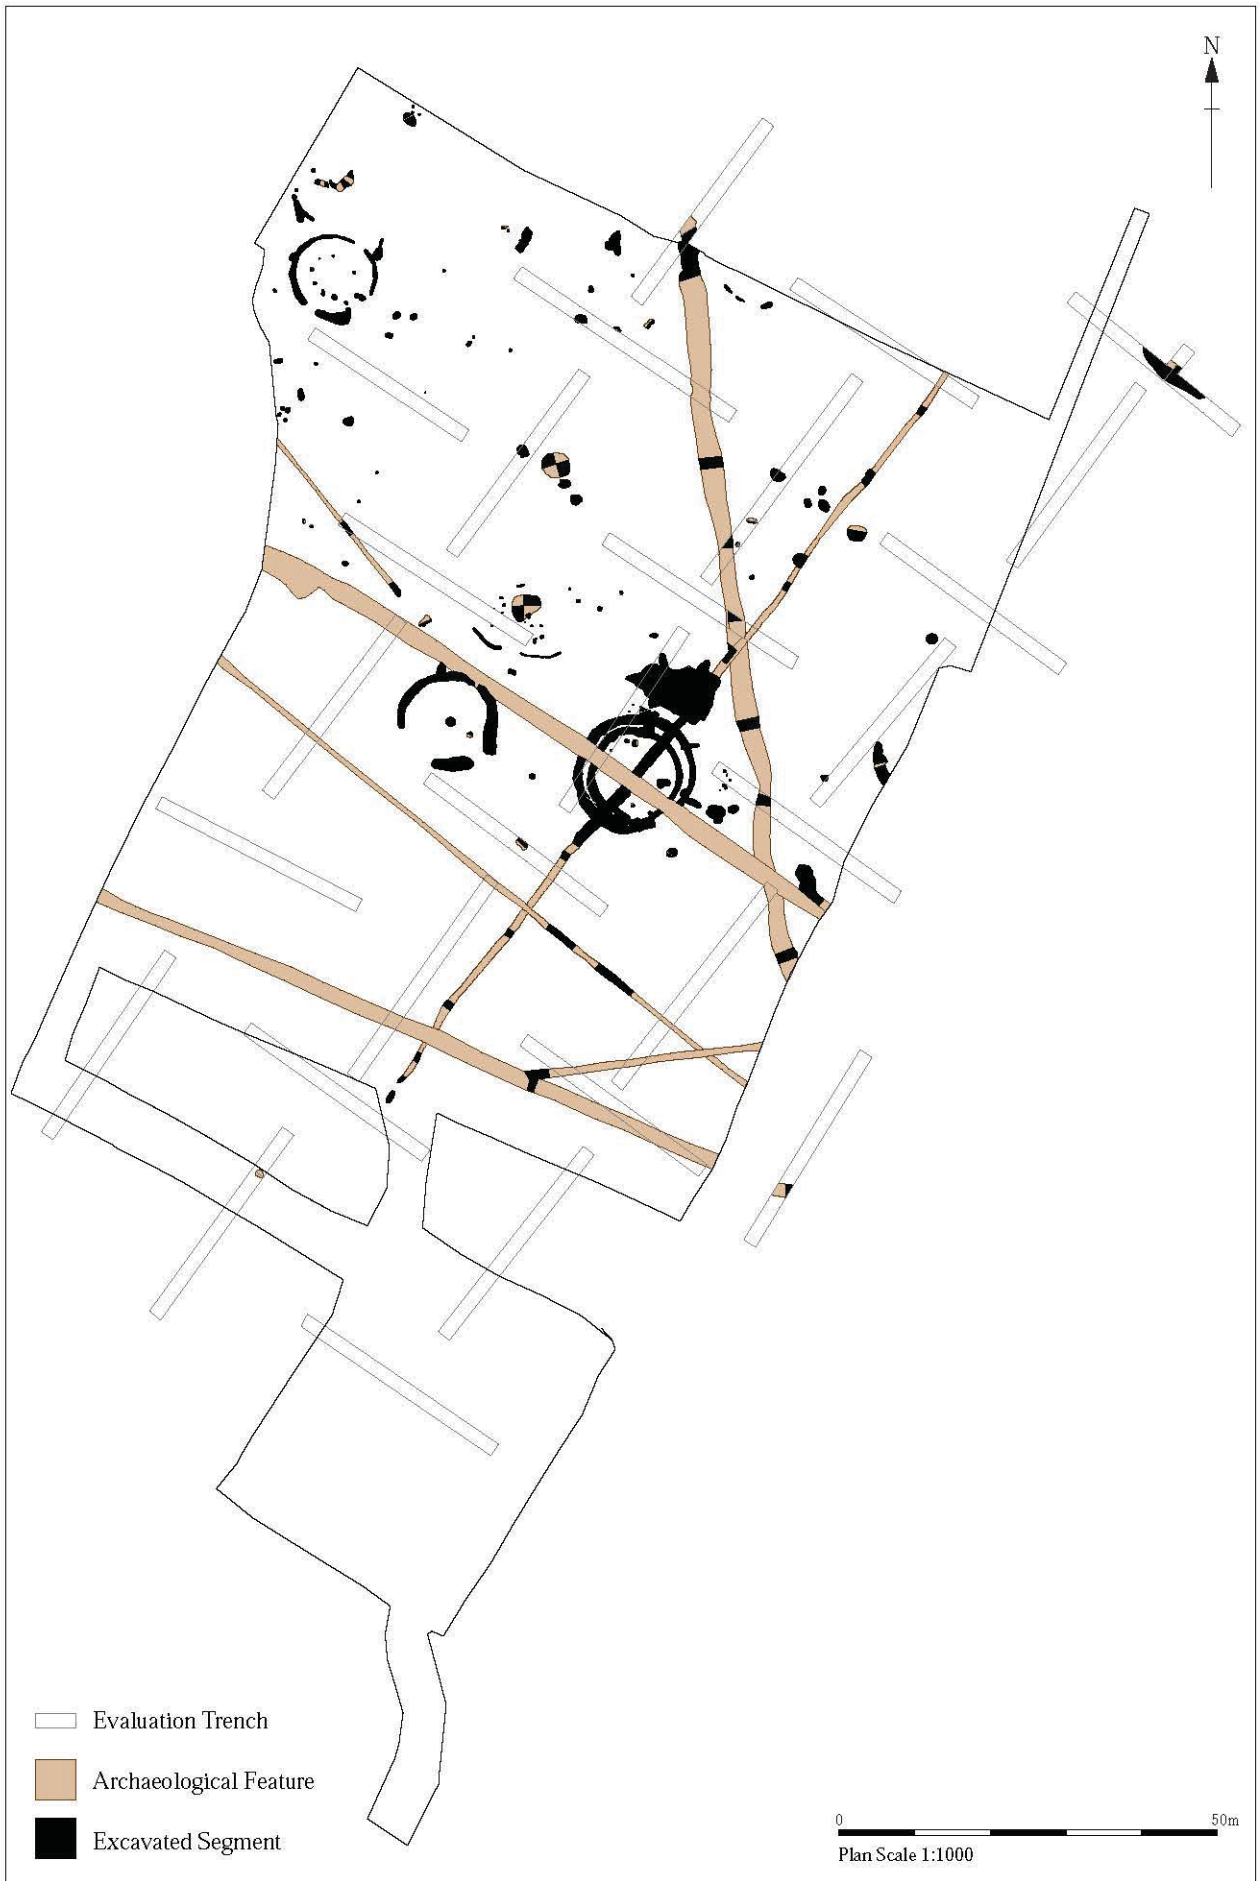 N
Evaluation Trench
Archaeological Feature
Excavated Segment
0 50m
Plan Scale 1:1000